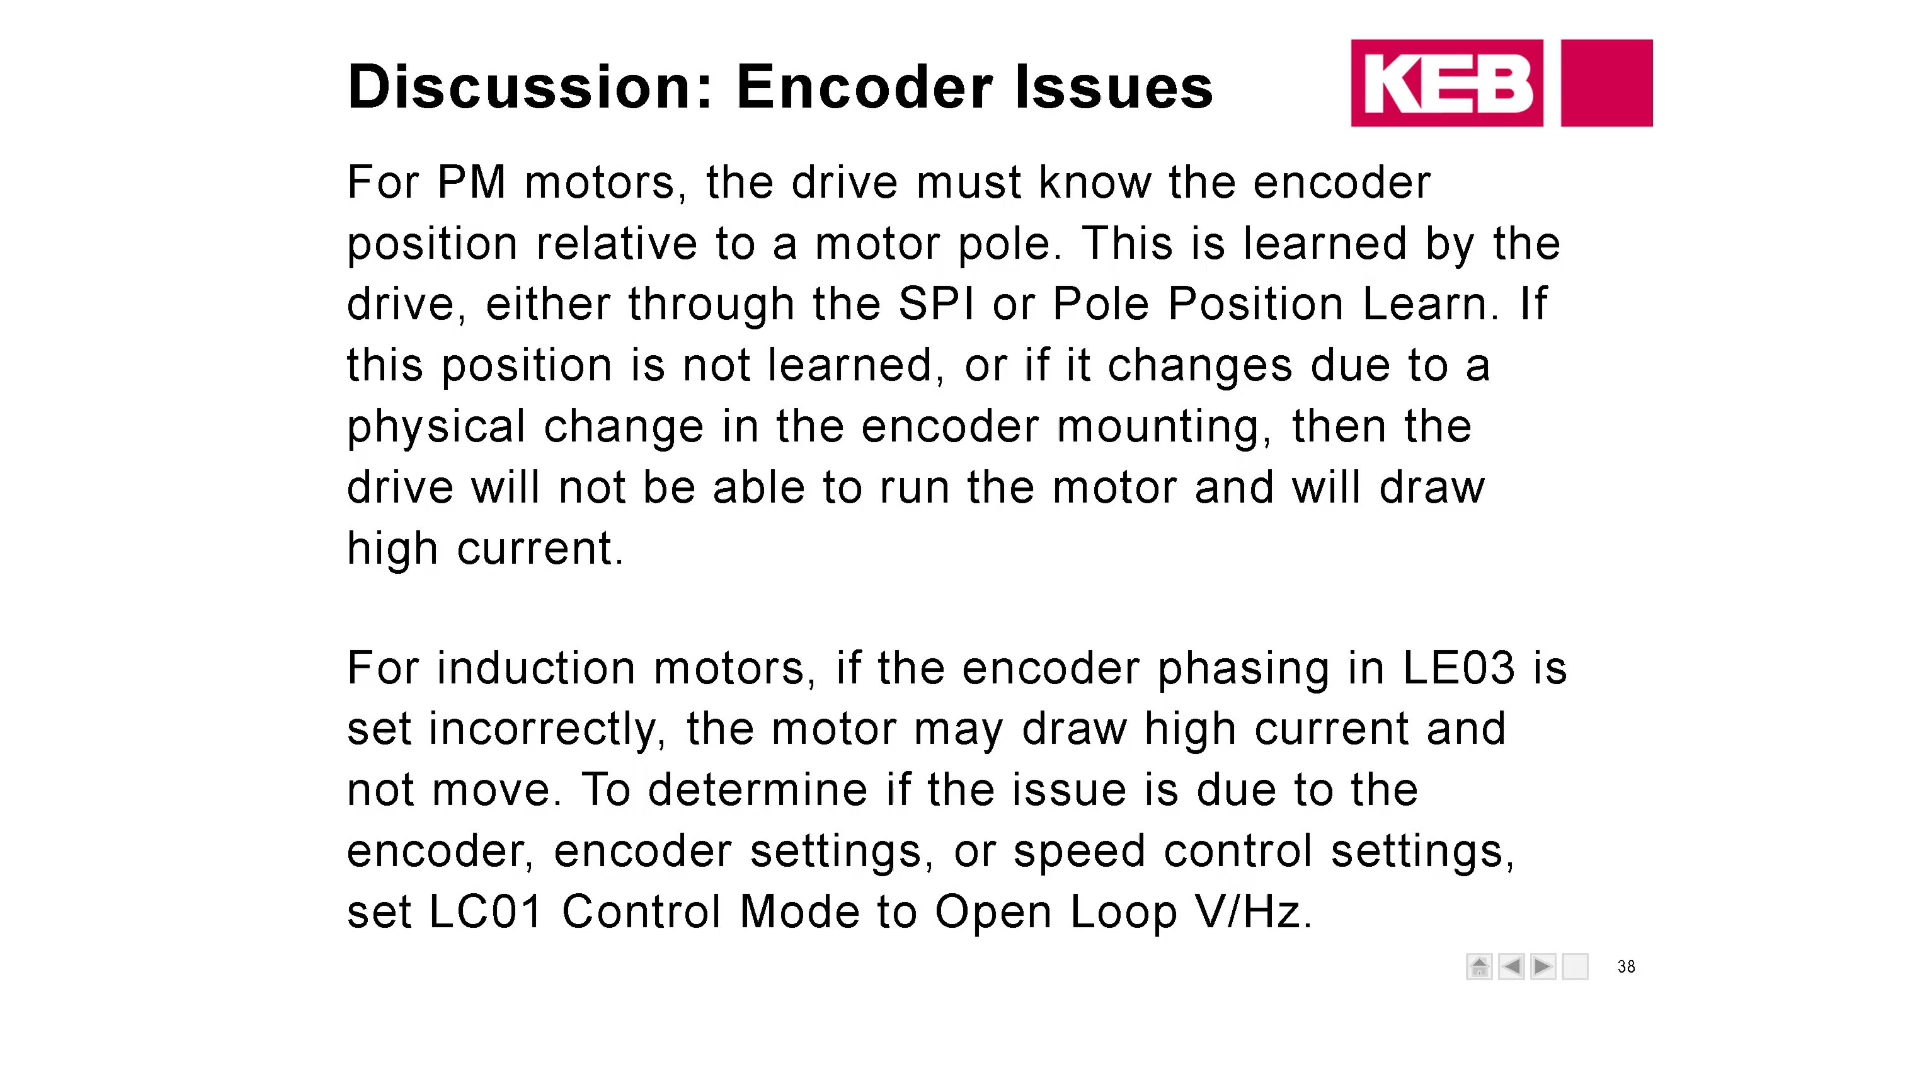 Discussion: Encoder Issues
KEB
For PM motors, the drive must know the encoder
position relative to a motor pole. This is learned by the
drive, either through the SPI or Pole Position Learn. If
this position is not learned, or if it changes due to a
physical change in the encoder mounting, then the
drive will not be able to run the motor and will draw
high current.
For induction motors, if the encoder phasing in LE03 is
set incorrectly, the motor may draw high current and
not move. To determine if the issue is due to the
encoder, encoder settings, or speed control settings,
set LC01 Control Mode to Open Loop V/Hz.
38